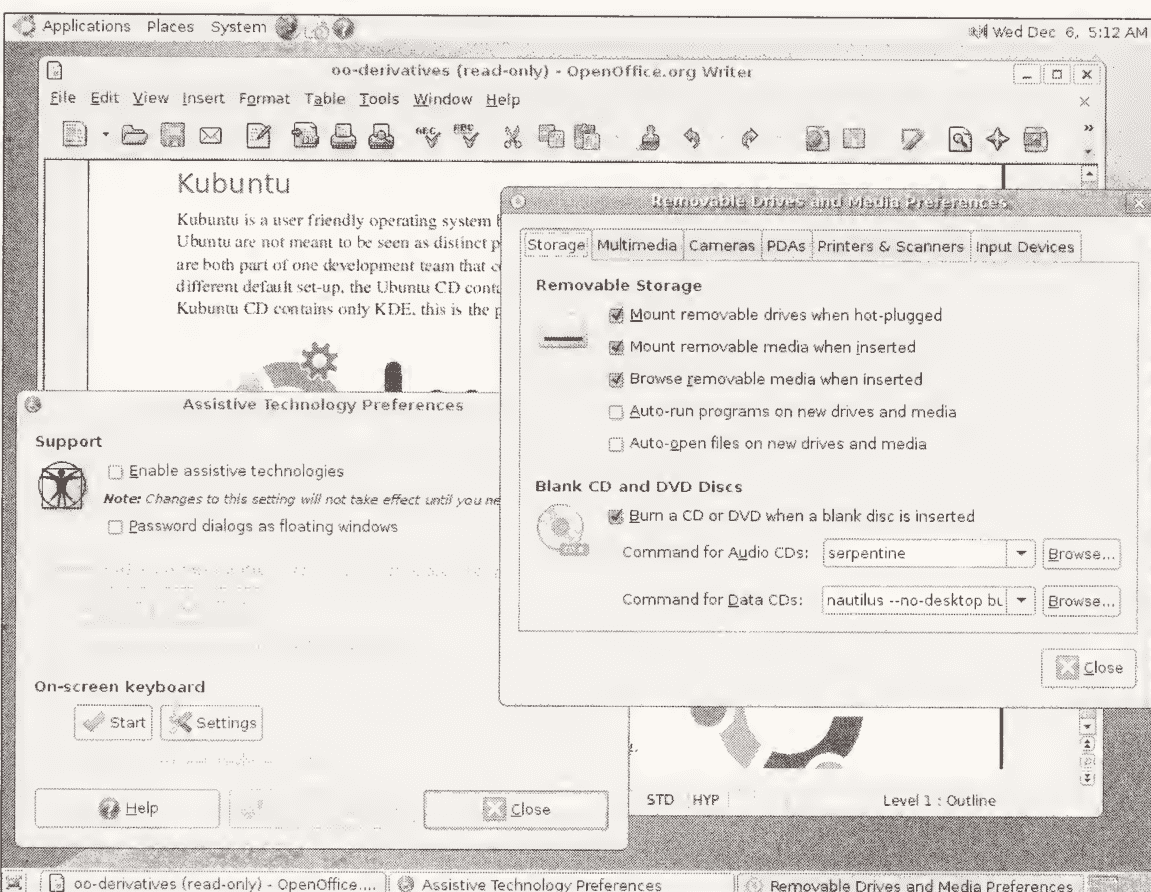 Applications Places System
Wed Dec 6, 5:12 AM
oo-derivatives (read-only) - OpenOffice.org Writer
File Edit View Insert Format Table Tools Window Help
Kubuntu
Kubuntu is a user friendly operating system
Ubuntu are not meant to be seen as distinct p
are both part of one development team that c
different default set-up, the Ubuntu CD conta
Kubuntu CD contains only KDE, this is the p
Removable Drives and Media Preferences
Storage Multimedia Cameras PDAs Printers & Scanners Input Devices
Removable Storage
Mount removable drives when hot-plugged
Mount removable media when inserted
Browse removable media when inserted
Auto-run programs on new drives and media
Auto-open files on new drives and media
Blank CD and DVD Discs
Burn a CD or DVD when a blank disc is inserted
Command for Audio CDs: serpentine Browse...
Command for Data CDs: nautilus --no-desktop bu Browse...
Close
Assistive Technology Preferences
Support
Enable assistive technologies
Note: Changes to this setting will not take effect until you ne
Password dialogs as floating windows
On-screen keyboard
Start Settings
Help Close
STD HYP Level 1 : Outline
oo-derivatives (read-only) - OpenOffice.... Assistive Technology Preferences Removable Drives and Media Preferences